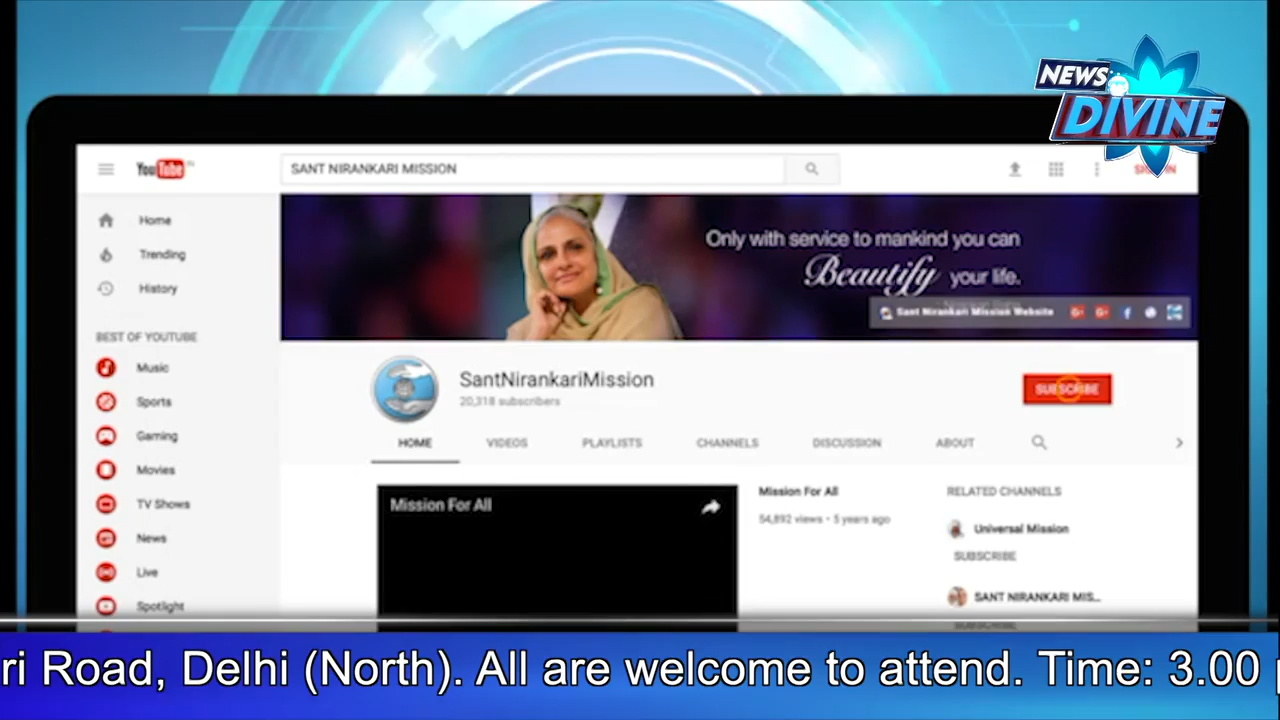 NEWS
DIVINE
YouTube IN
SANT NIRANKARI MISSION
SIGN IN
Home
Trending
History
BEST OF YOUTUBE
Music
Sports
Gaming
Movies
TV Shows
News
Live
Spotlight
Only with service to mankind you can
Beautify your life.
Sant Nirankari Mission Website
SantNirankariMission
20,318 subscribers
SUBSCRIBE
HOME VIDEOS PLAYLISTS CHANNELS DISCUSSION ABOUT
Mission For All
Mission For All
54,892 views • 5 years ago
RELATED CHANNELS
Universal Mission
SUBSCRIBE
SANT NIRANKARI MIS...
SUBSCRIBE
ri Road, Delhi (North). All are welcome to attend. Time: 3.00 p